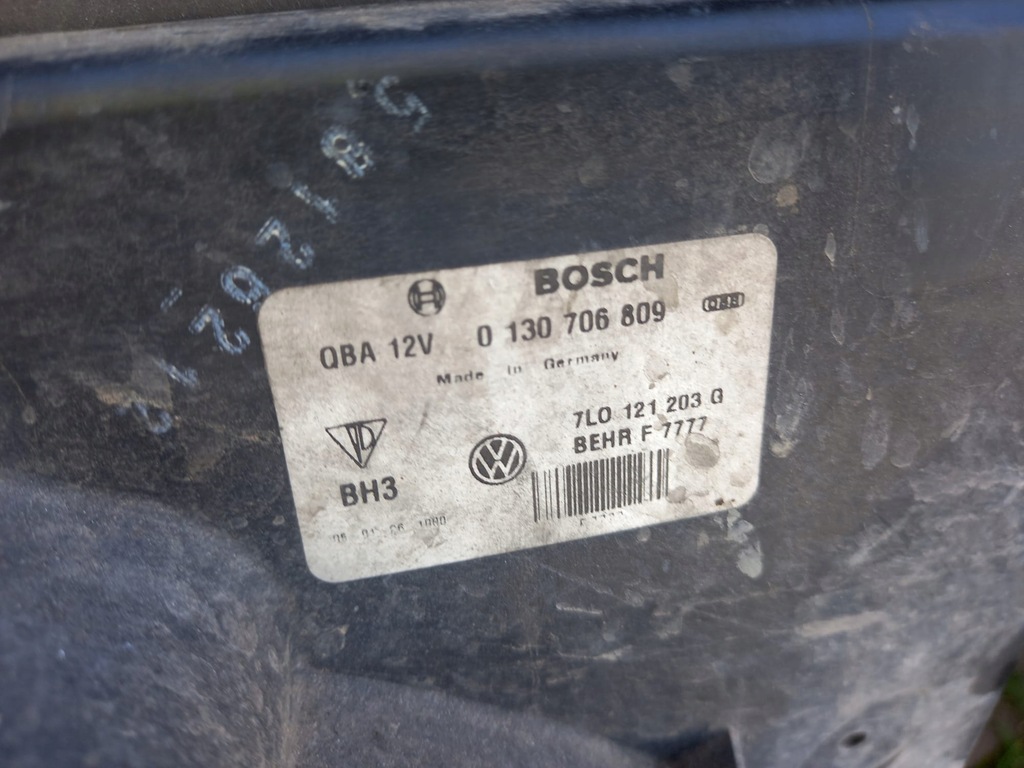 BOSCH
QBA 12V 0 130 706 809
Made in Germany
7L0 121 203 G
BEHR F 7777
BH3